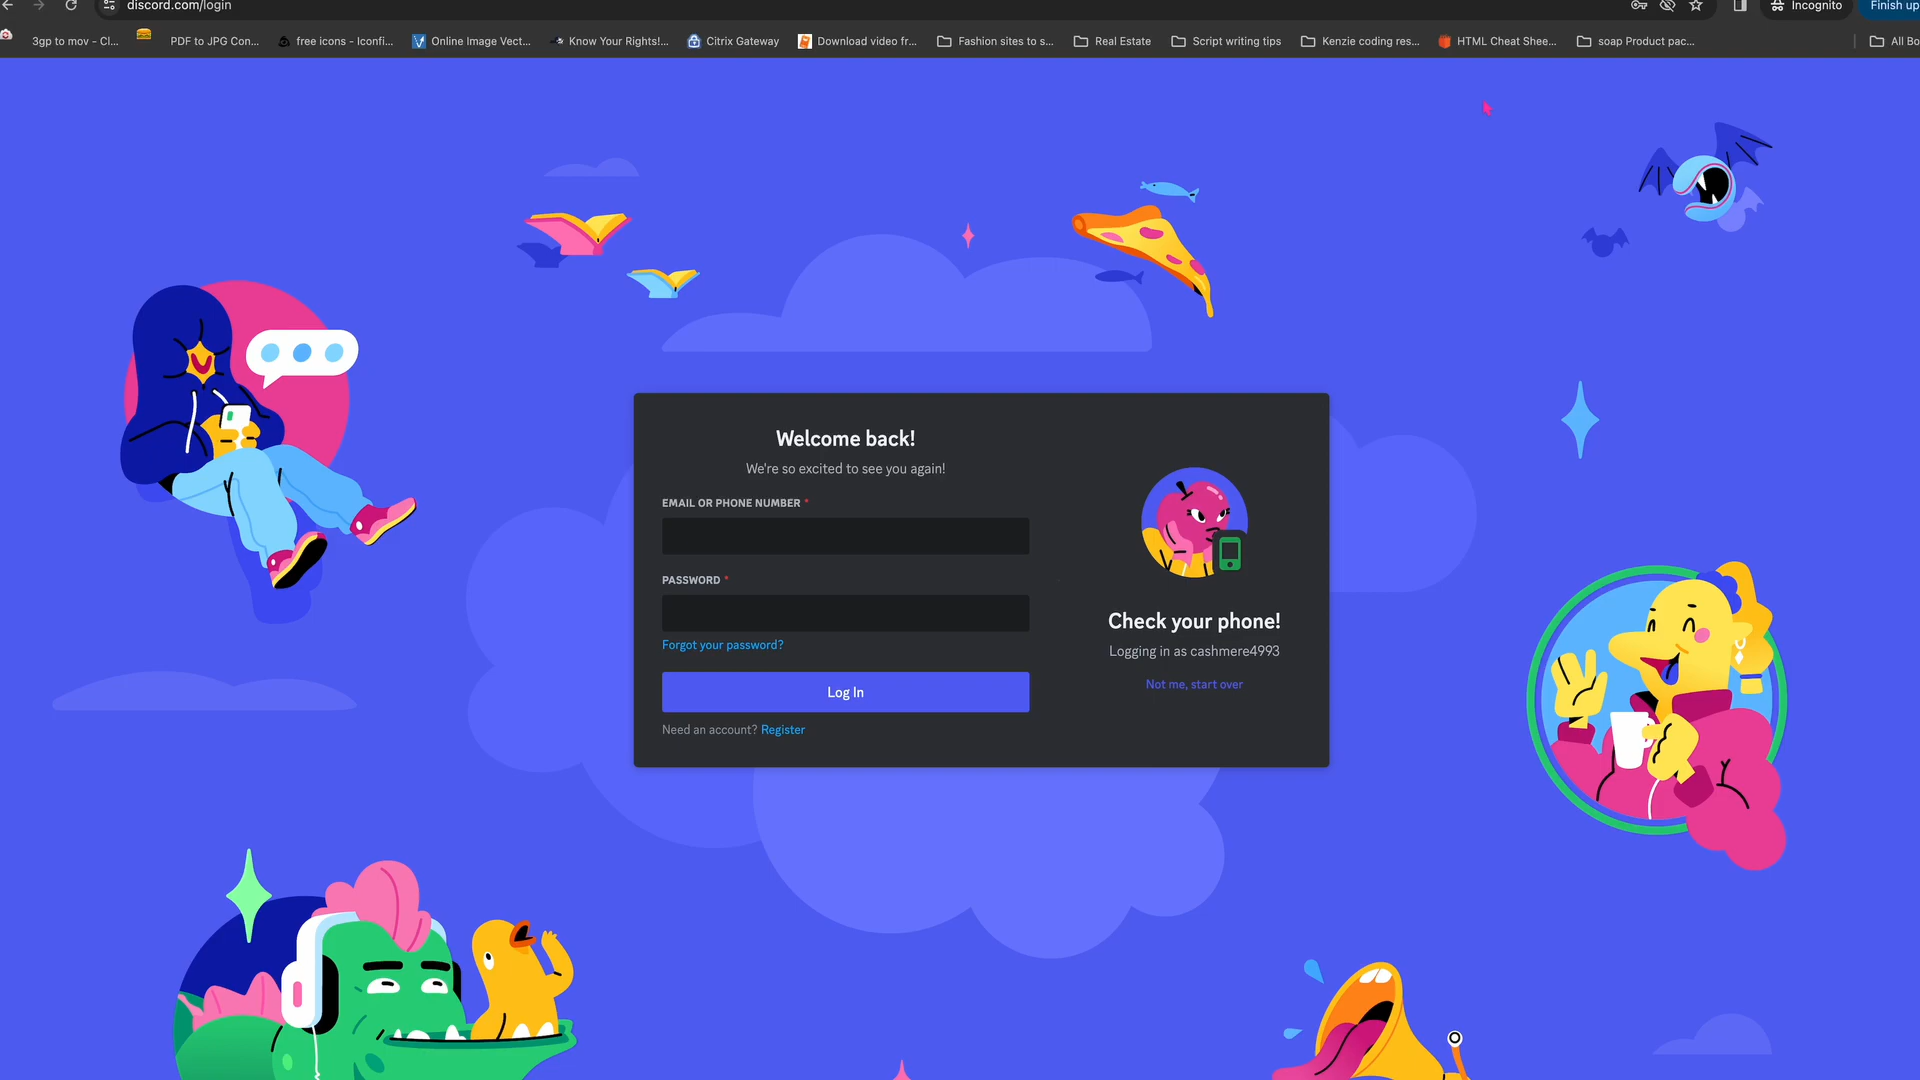 discord.com/login
Incognito
Finish up
3gp to mov - Cl...
PDF to JPG Con...
free icons - Iconfi...
Online Image Vect...
Know Your Rights!...
Citrix Gateway
Download video fr...
Fashion sites to s...
Real Estate
Script writing tips
Kenzie coding res...
HTML Cheat Shee...
soap Product pac...
All Bo
Welcome back!
We're so excited to see you again!
EMAIL OR PHONE NUMBER *
PASSWORD *
Forgot your password?
Log In
Need an account? Register
Check your phone!
Logging in as cashmere4993
Not me, start over